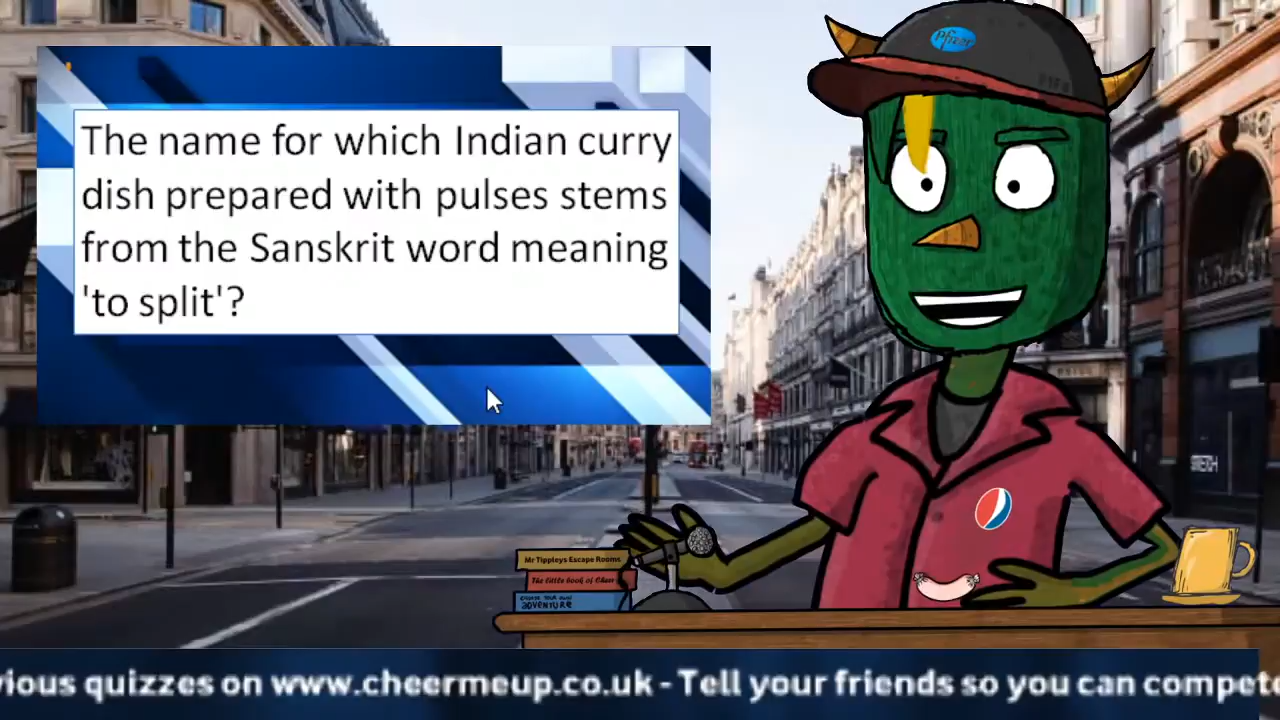 Pfizer
The name for which Indian curry
dish prepared with pulses stems
from the Sanskrit word meaning
'to split'?
Mr Tippleys Escape Rooms
The little book of Cheer
ADVENTURE
vious quizzes on www.cheermeup.co.uk - Tell your friends so you can compete